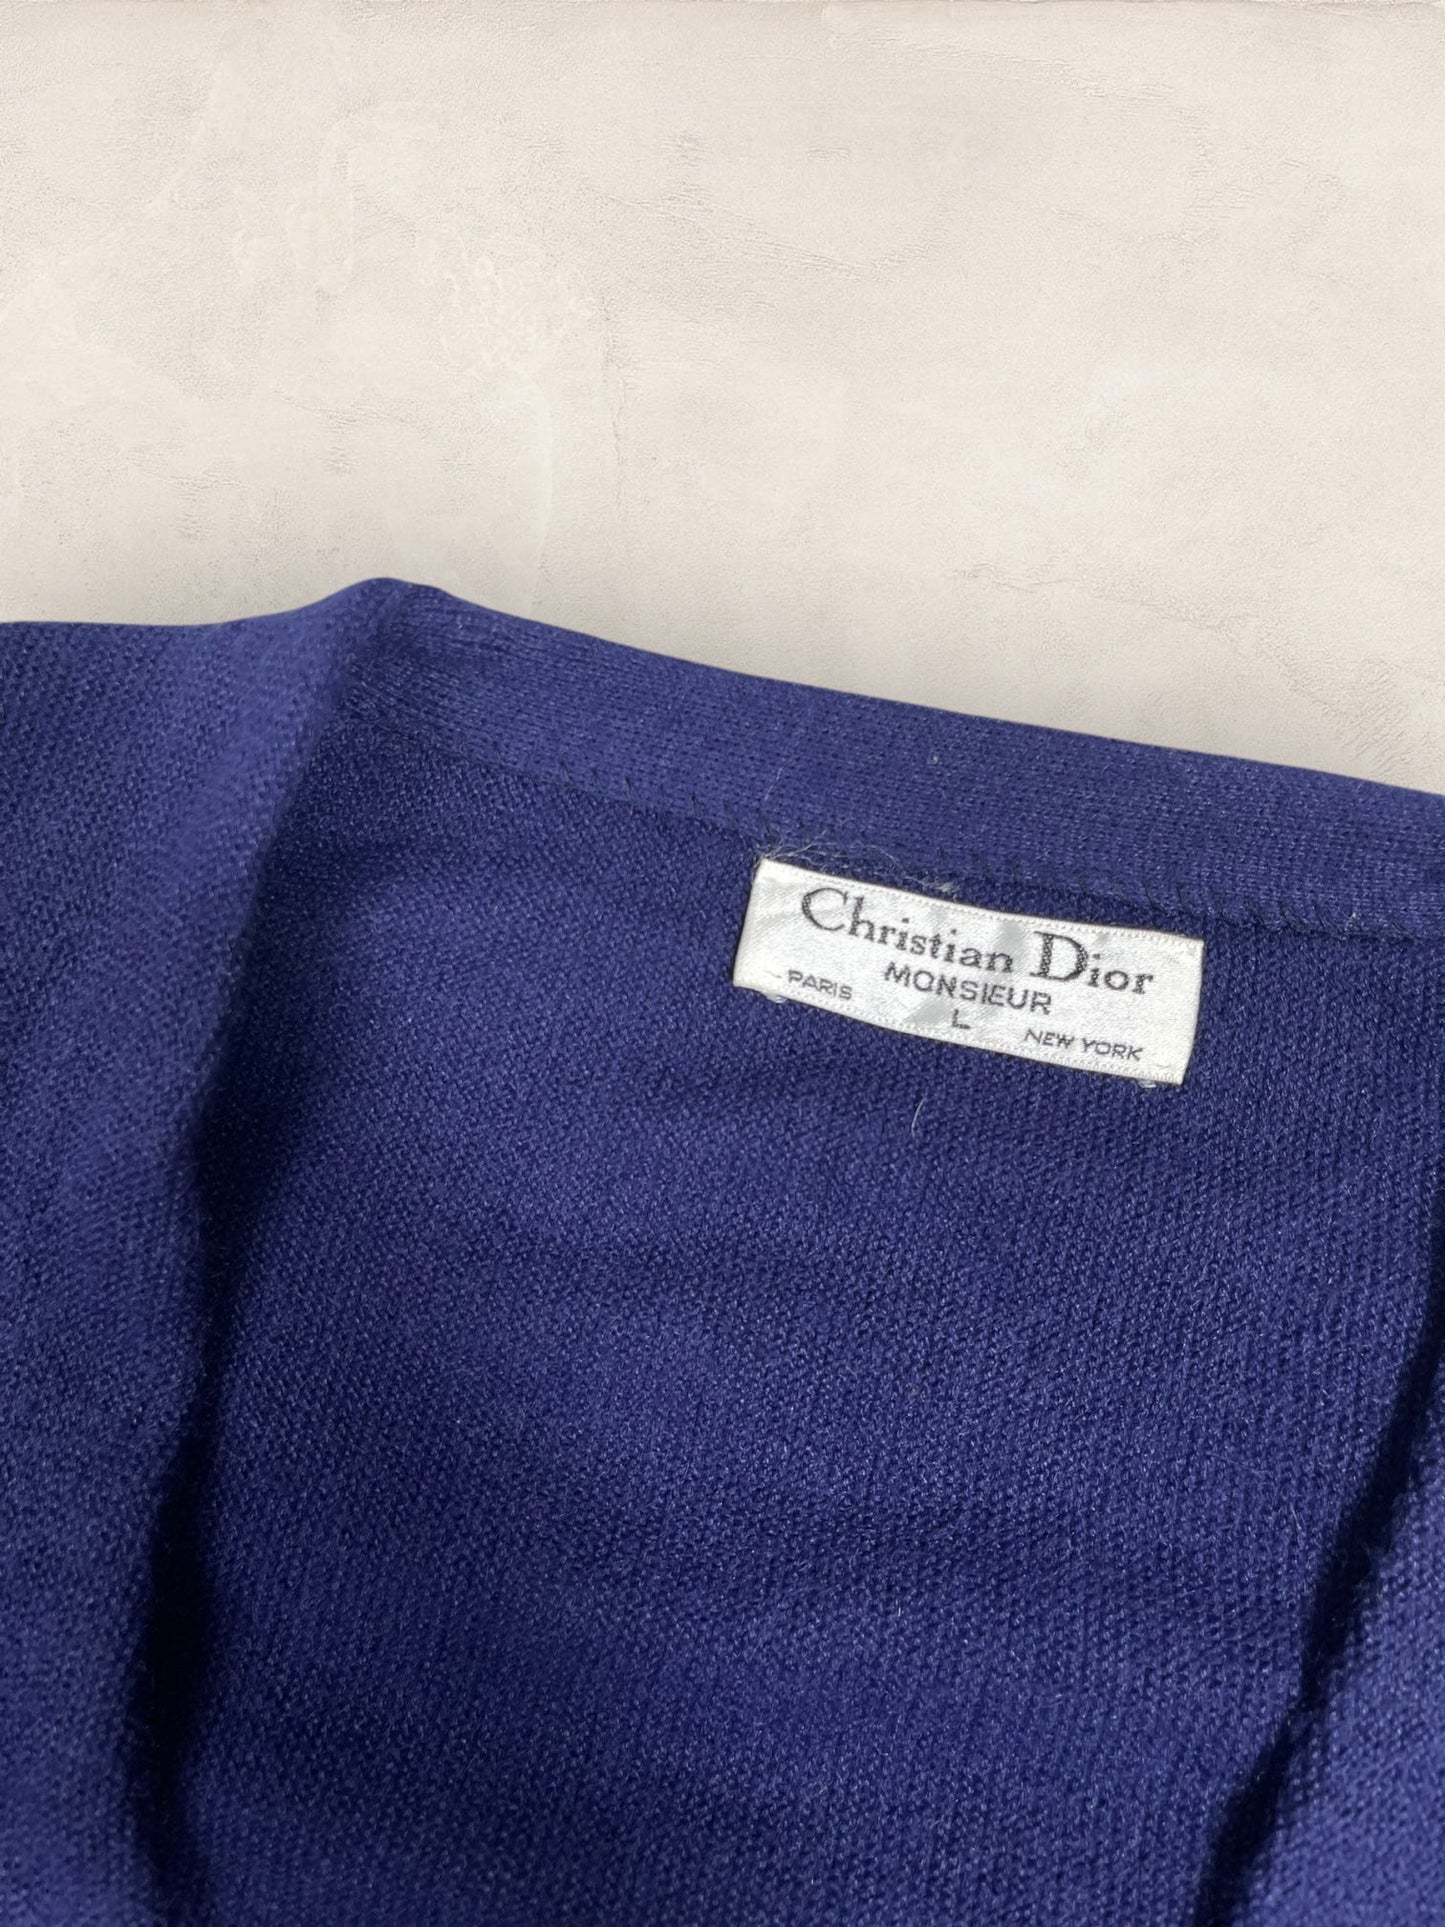 Christian Dior
MONSIEUR
PARIS
L
NEW YORK